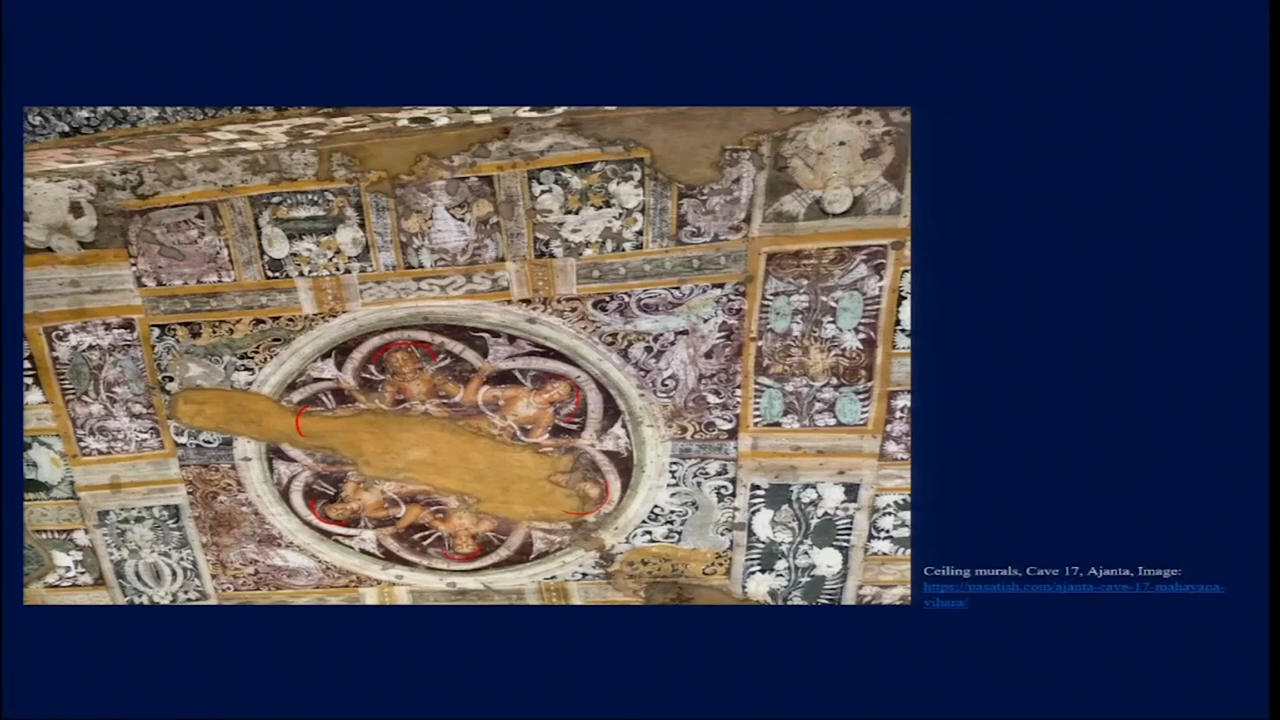 Ceiling murals, Cave 17, Ajanta, Image:
https://nasatish.com/ajanta-cave-17-mahayana-
vihara/